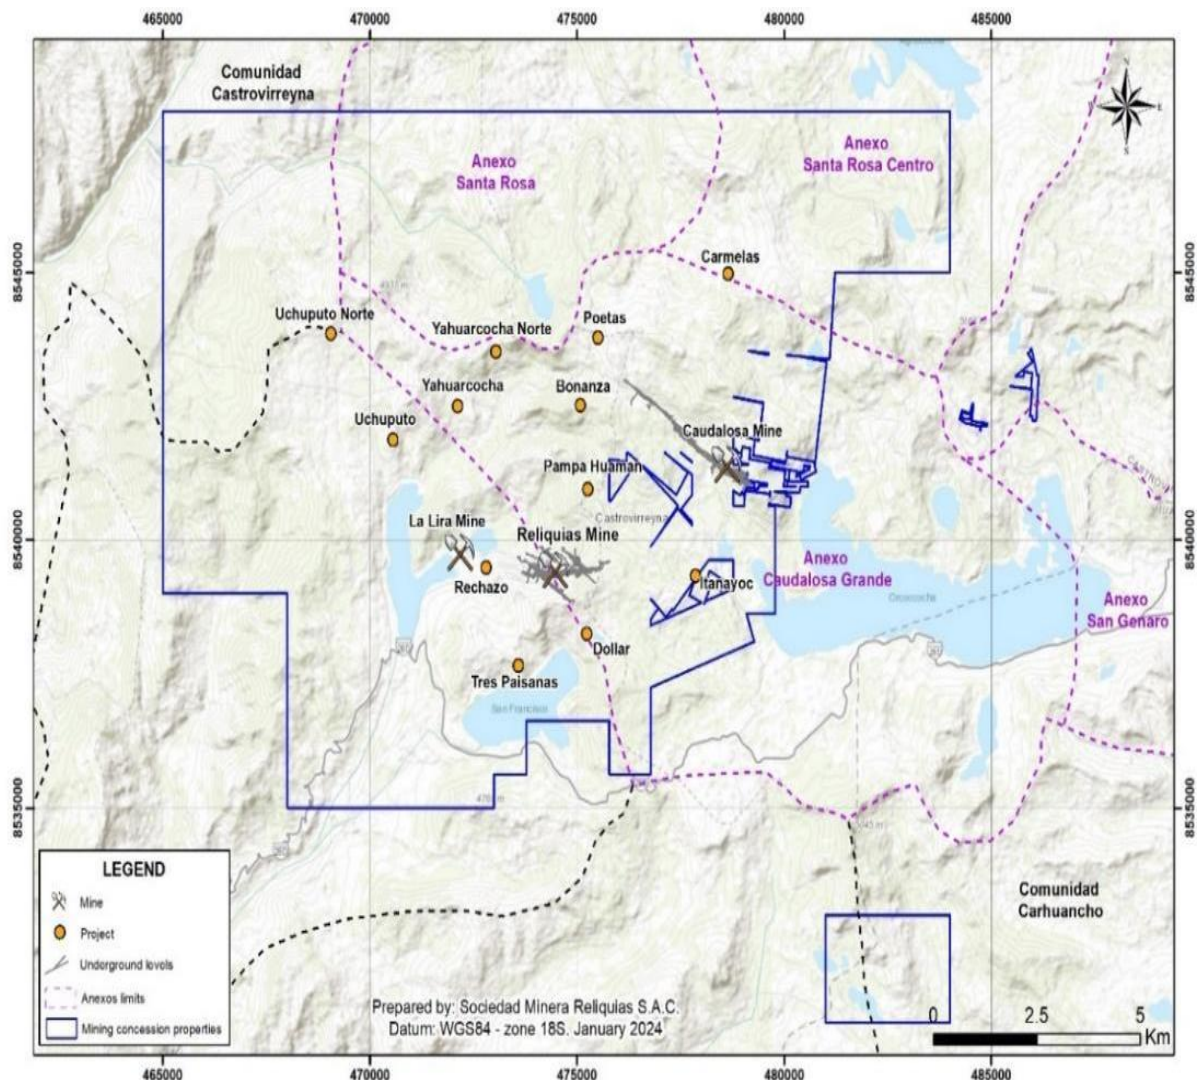 465000
470000
475000
480000
485000
Comunidad
Castrovirreyna
Anexo
Santa Rosa
Anexo
Santa Rosa Centro
8545000
8545000
Carmelas
Uchuputo Norte
Yahuarcocha Norte
Poetas
Yahuarcocha
Bonanza
Uchuputo
Caudalosa Mine
Pampa Huaman
Castrovirreyna
La Lira Mine
Reliquias Mine
8540000
8540000
Rechazo
Itanayoc
Anexo
Caudalosa Grande
Anexo
San Genaro
Dollar
Tres Paisanas
San Francisco
8535000
8535000
LEGEND
Mine
Project
Underground levels
Anexos limits
Mining concession properties
Comunidad
Carhuancho
Prepared by: Sociedad Minera Reliquias S.A.C.
Datum: WGS84 - zone 18S. January 2024
0
2.5
5
Km
465000
470000
475000
480000
485000